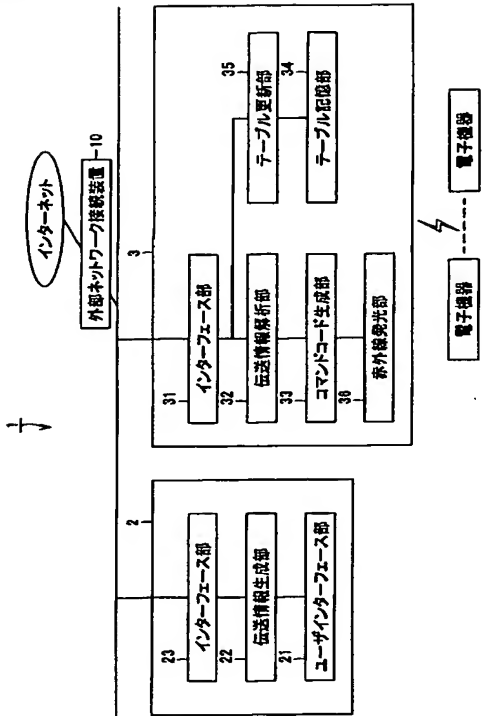 インターネット
外部ネットワーク接続装置
10
1
2
23
インターフェース部
22
伝送情報生成部
21
ユーザインターフェース部
3
31
インターフェース部
32
伝送情報解析部
33
コマンドコード生成部
36
赤外線発光部
35
テーブル更新部
34
テーブル記憶部
電子機器
電子機器